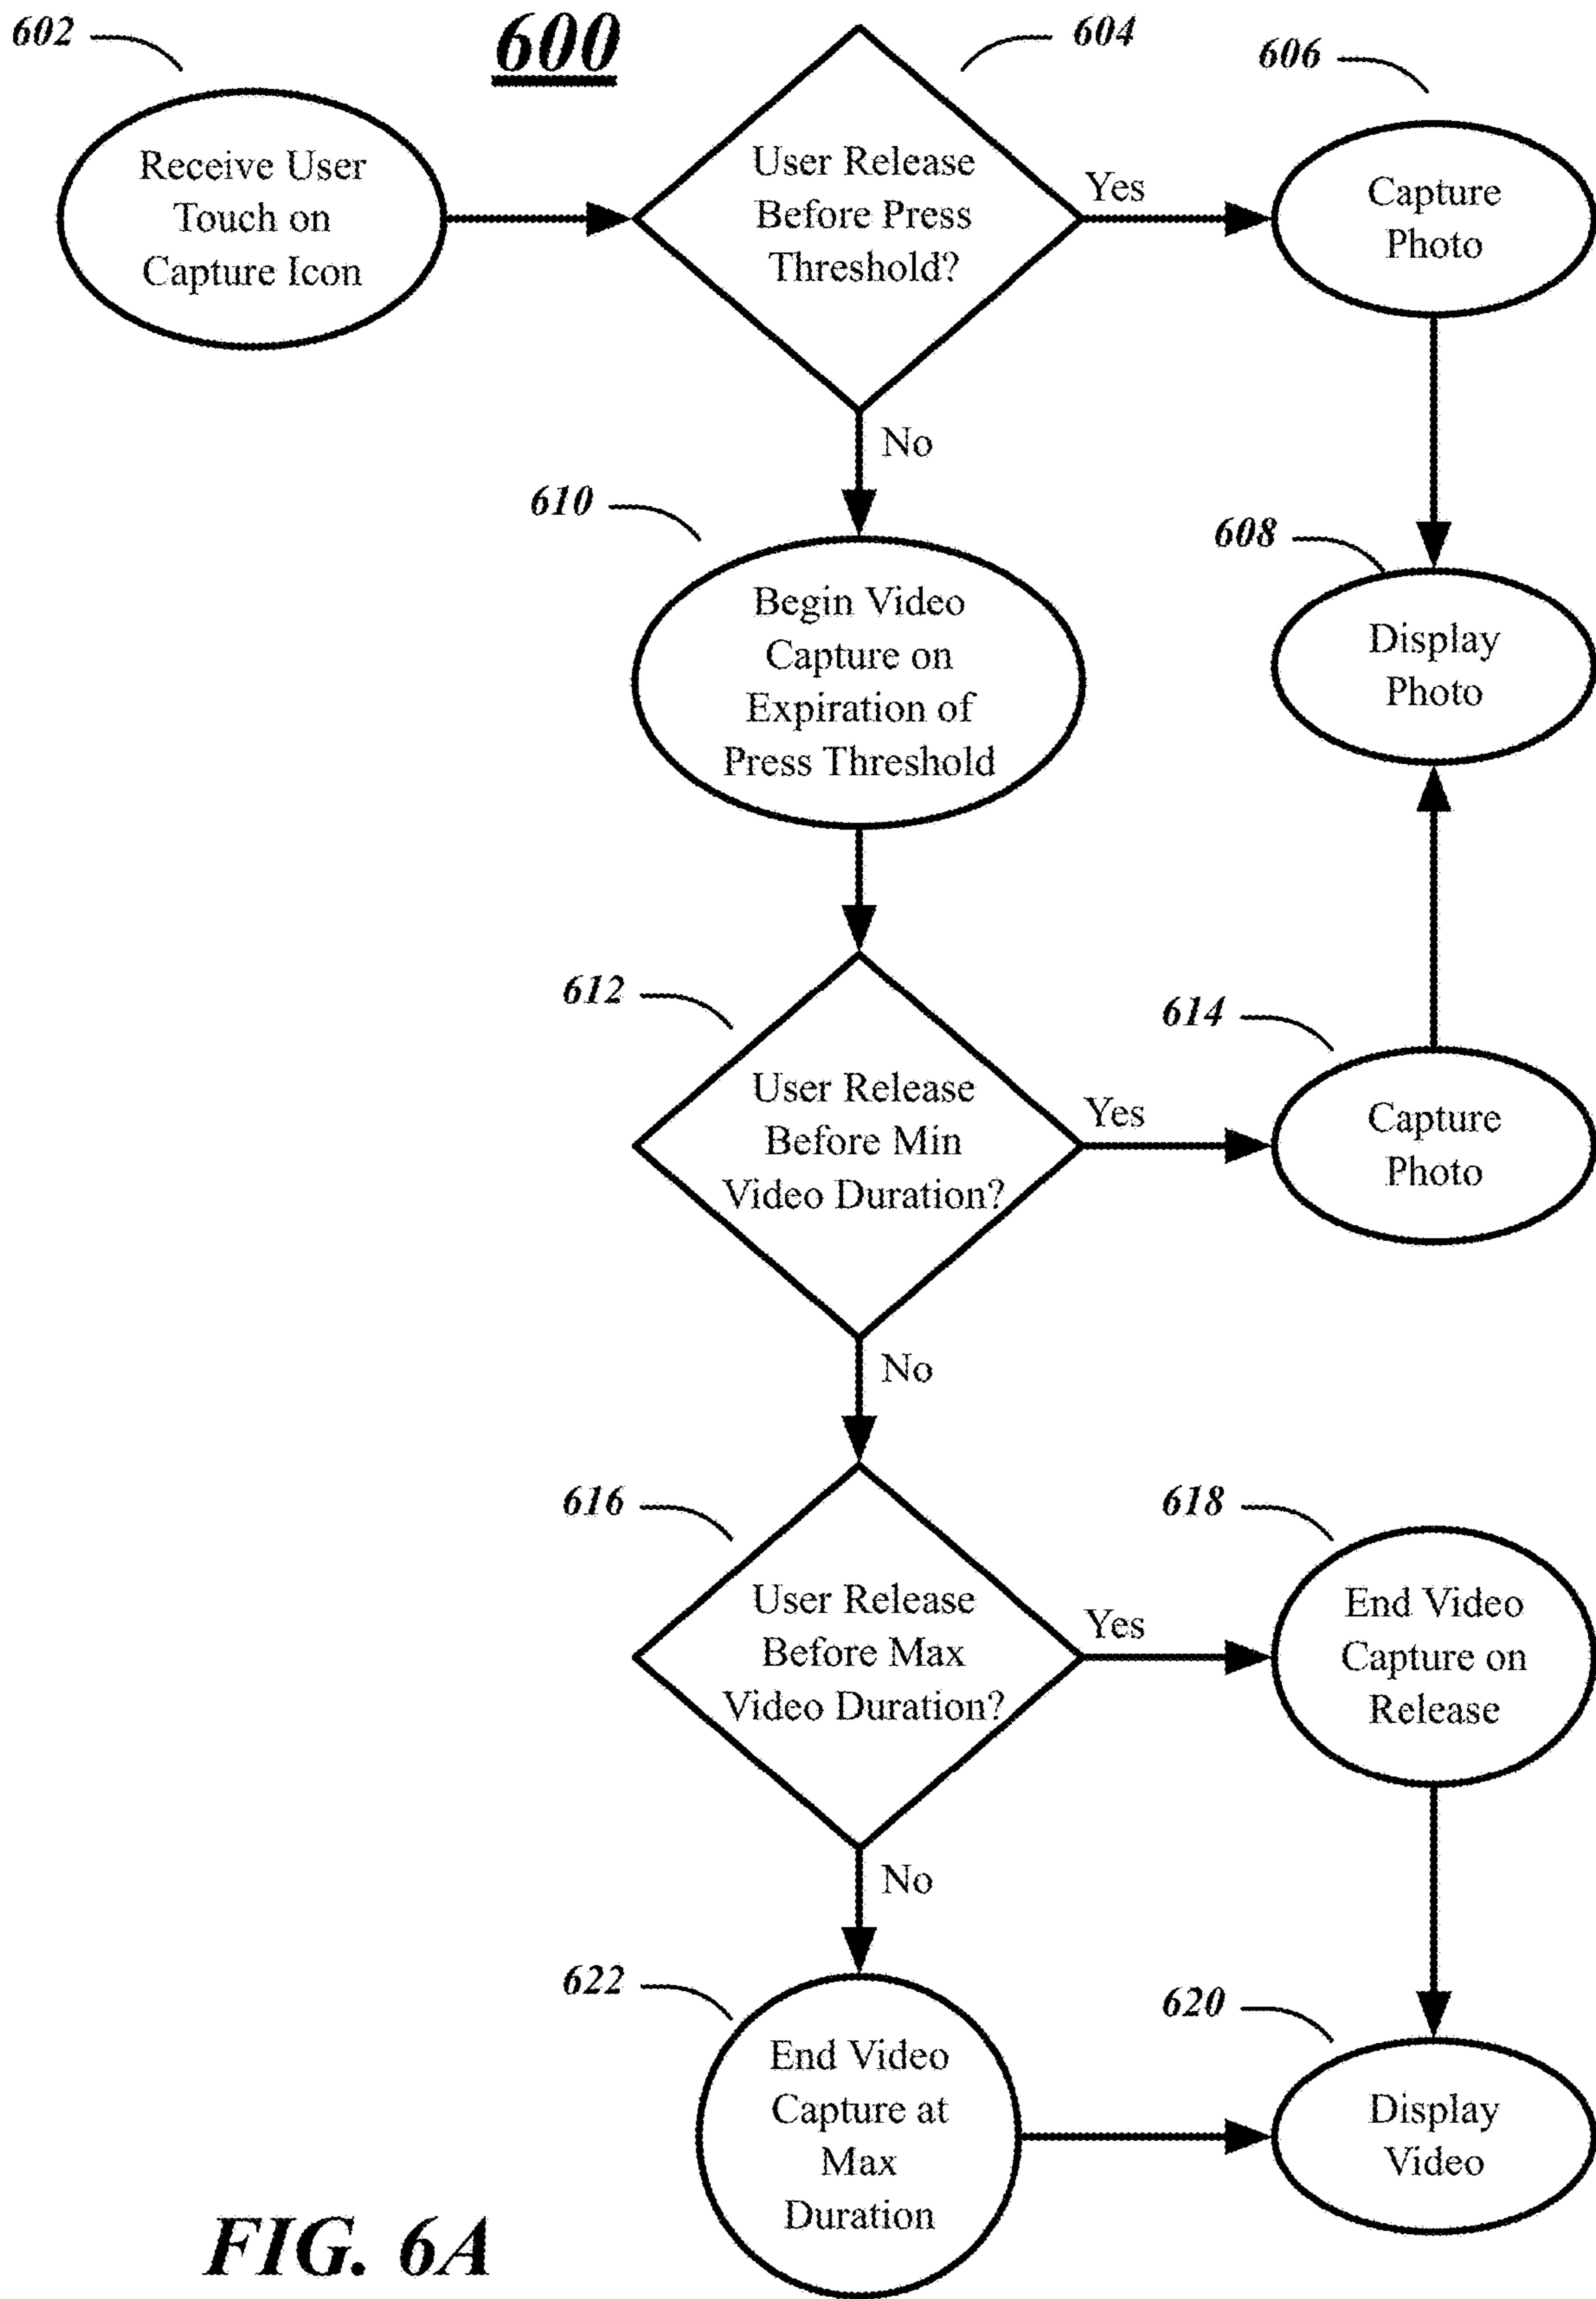 602
600
604
606
Receive User
Touch on
Capture Icon
User Release
Before Press
Threshold?
Yes
Capture
Photo
No
610
608
Begin Video
Capture on
Expiration of
Press Threshold
Display
Photo
612
614
User Release
Before Min
Video Duration?
Yes
Capture
Photo
No
616
618
User Release
Before Max
Video Duration?
Yes
End Video
Capture on
Release
No
622
620
End Video
Capture at
Max
Duration
Display
Video
FIG. 6A